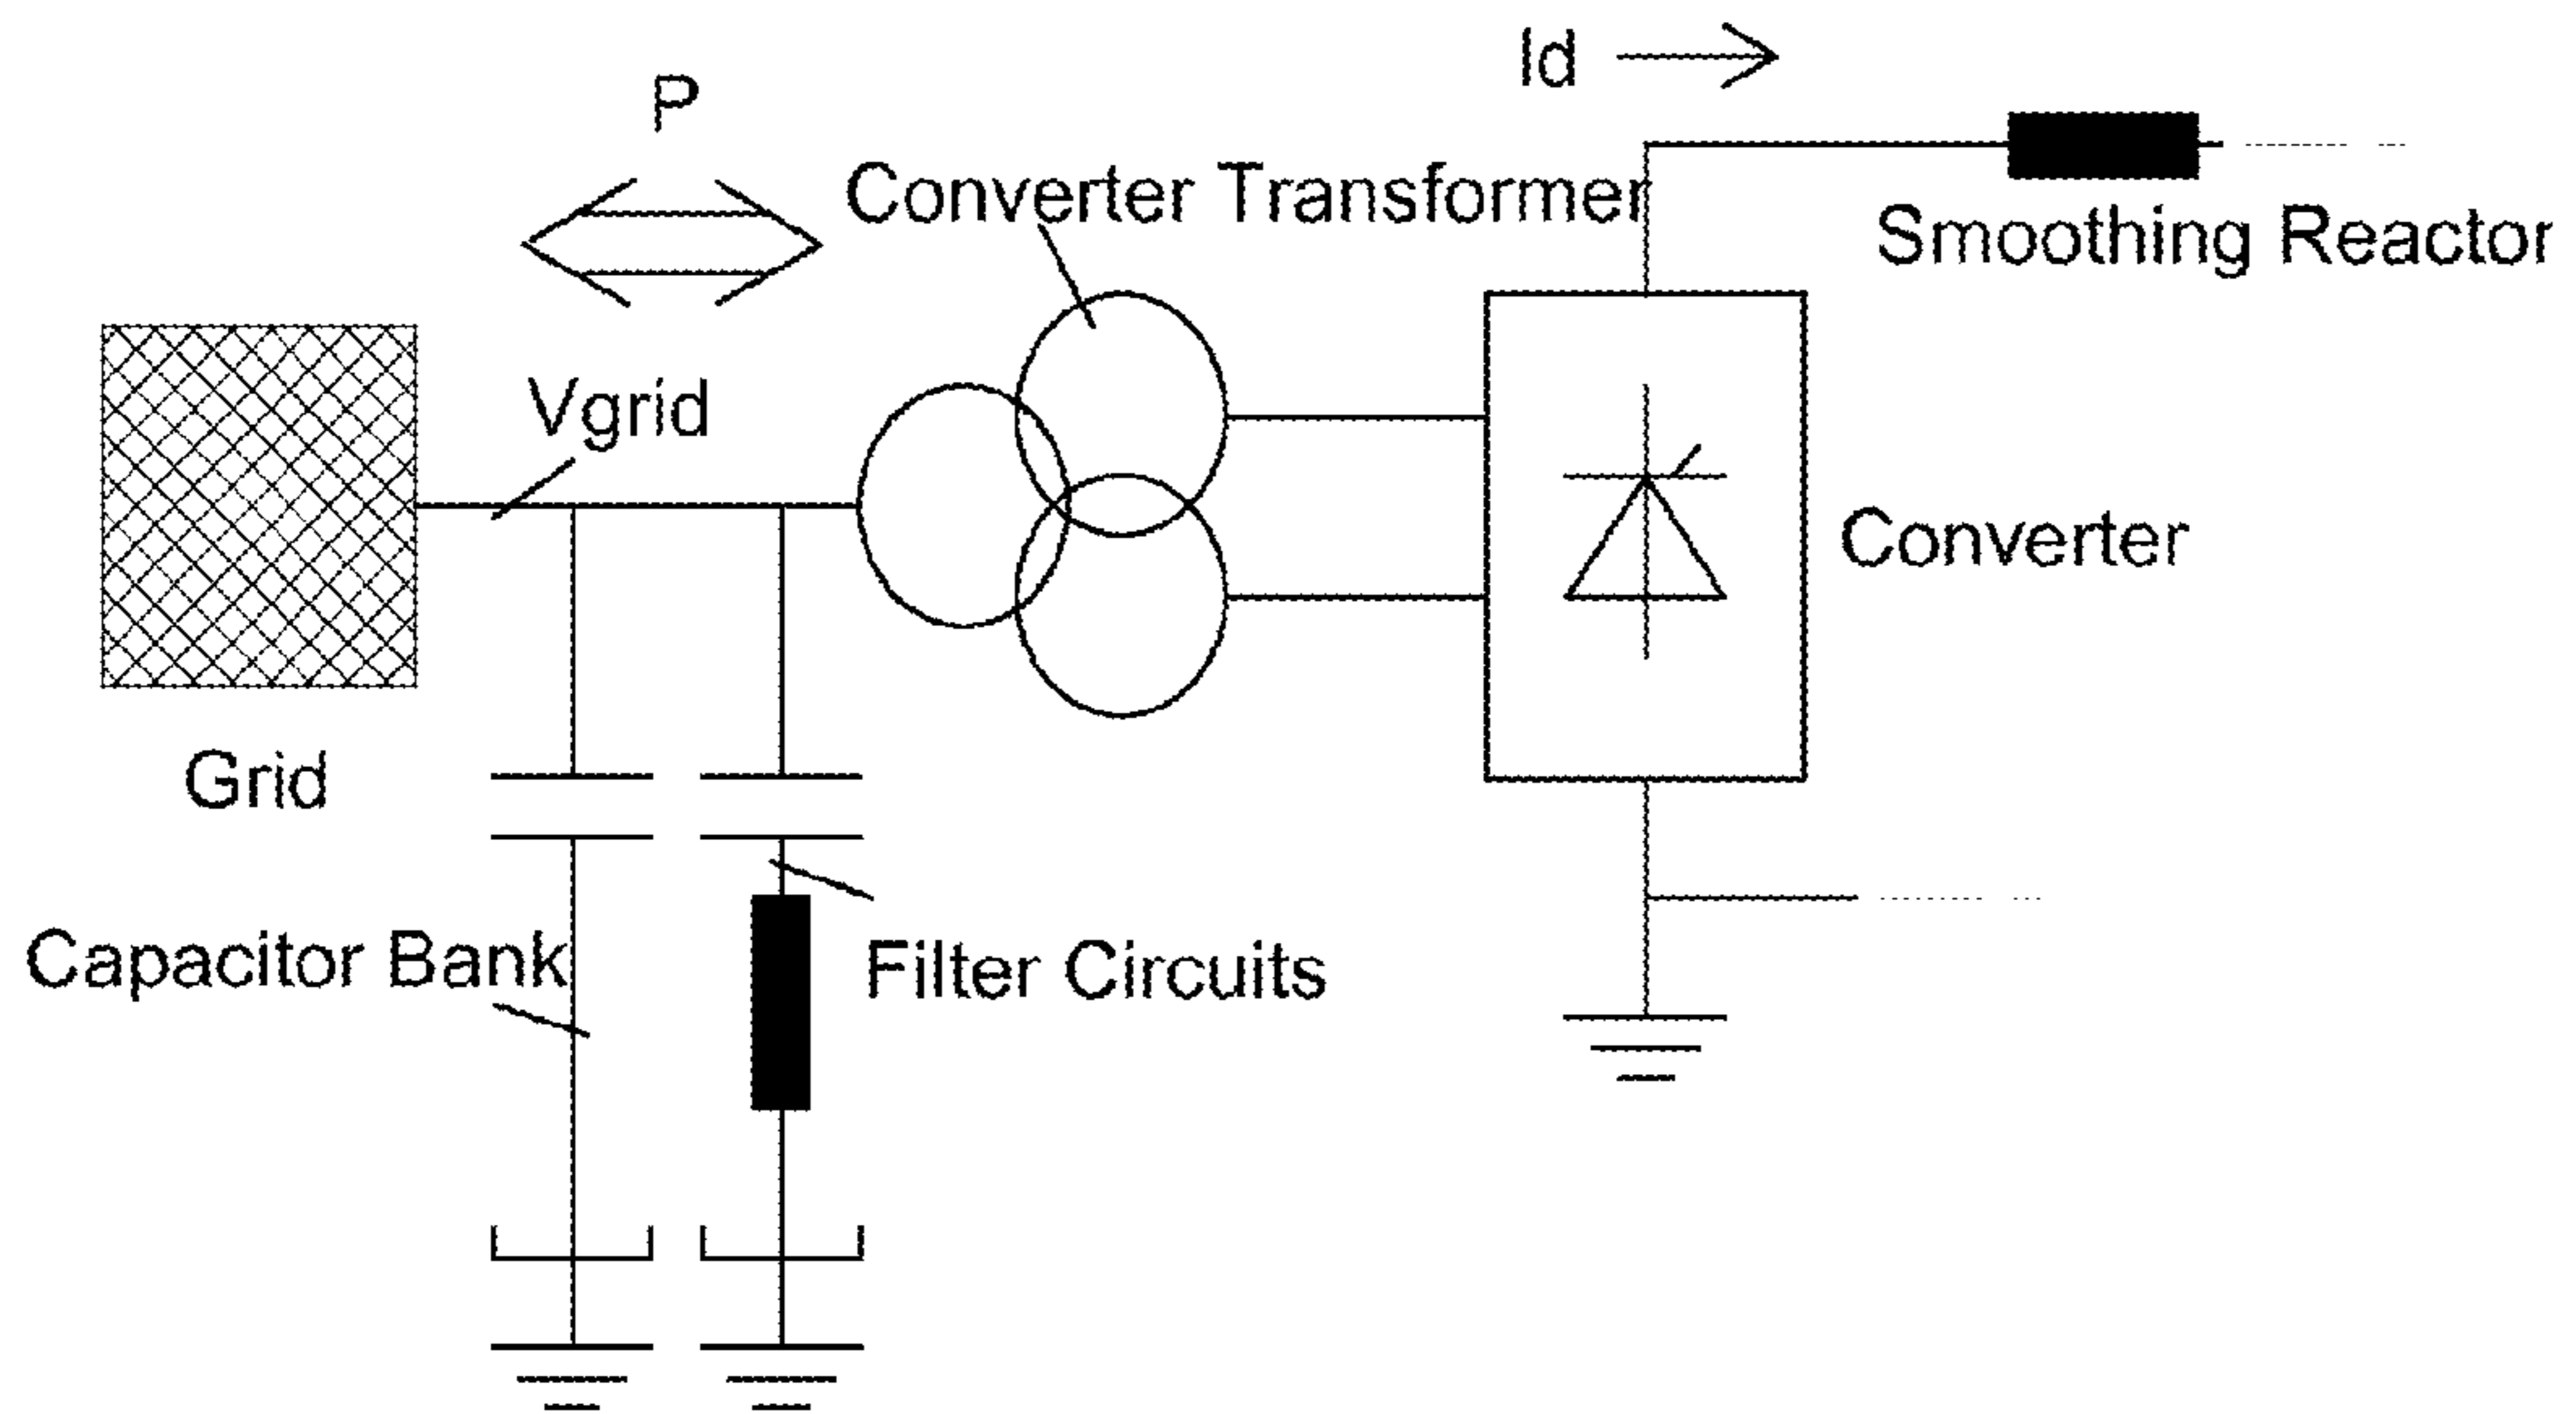 Id
P
Converter Transformer
Smoothing Reactor
Vgrid
Converter
Grid
Capacitor Bank
Filter Circuits